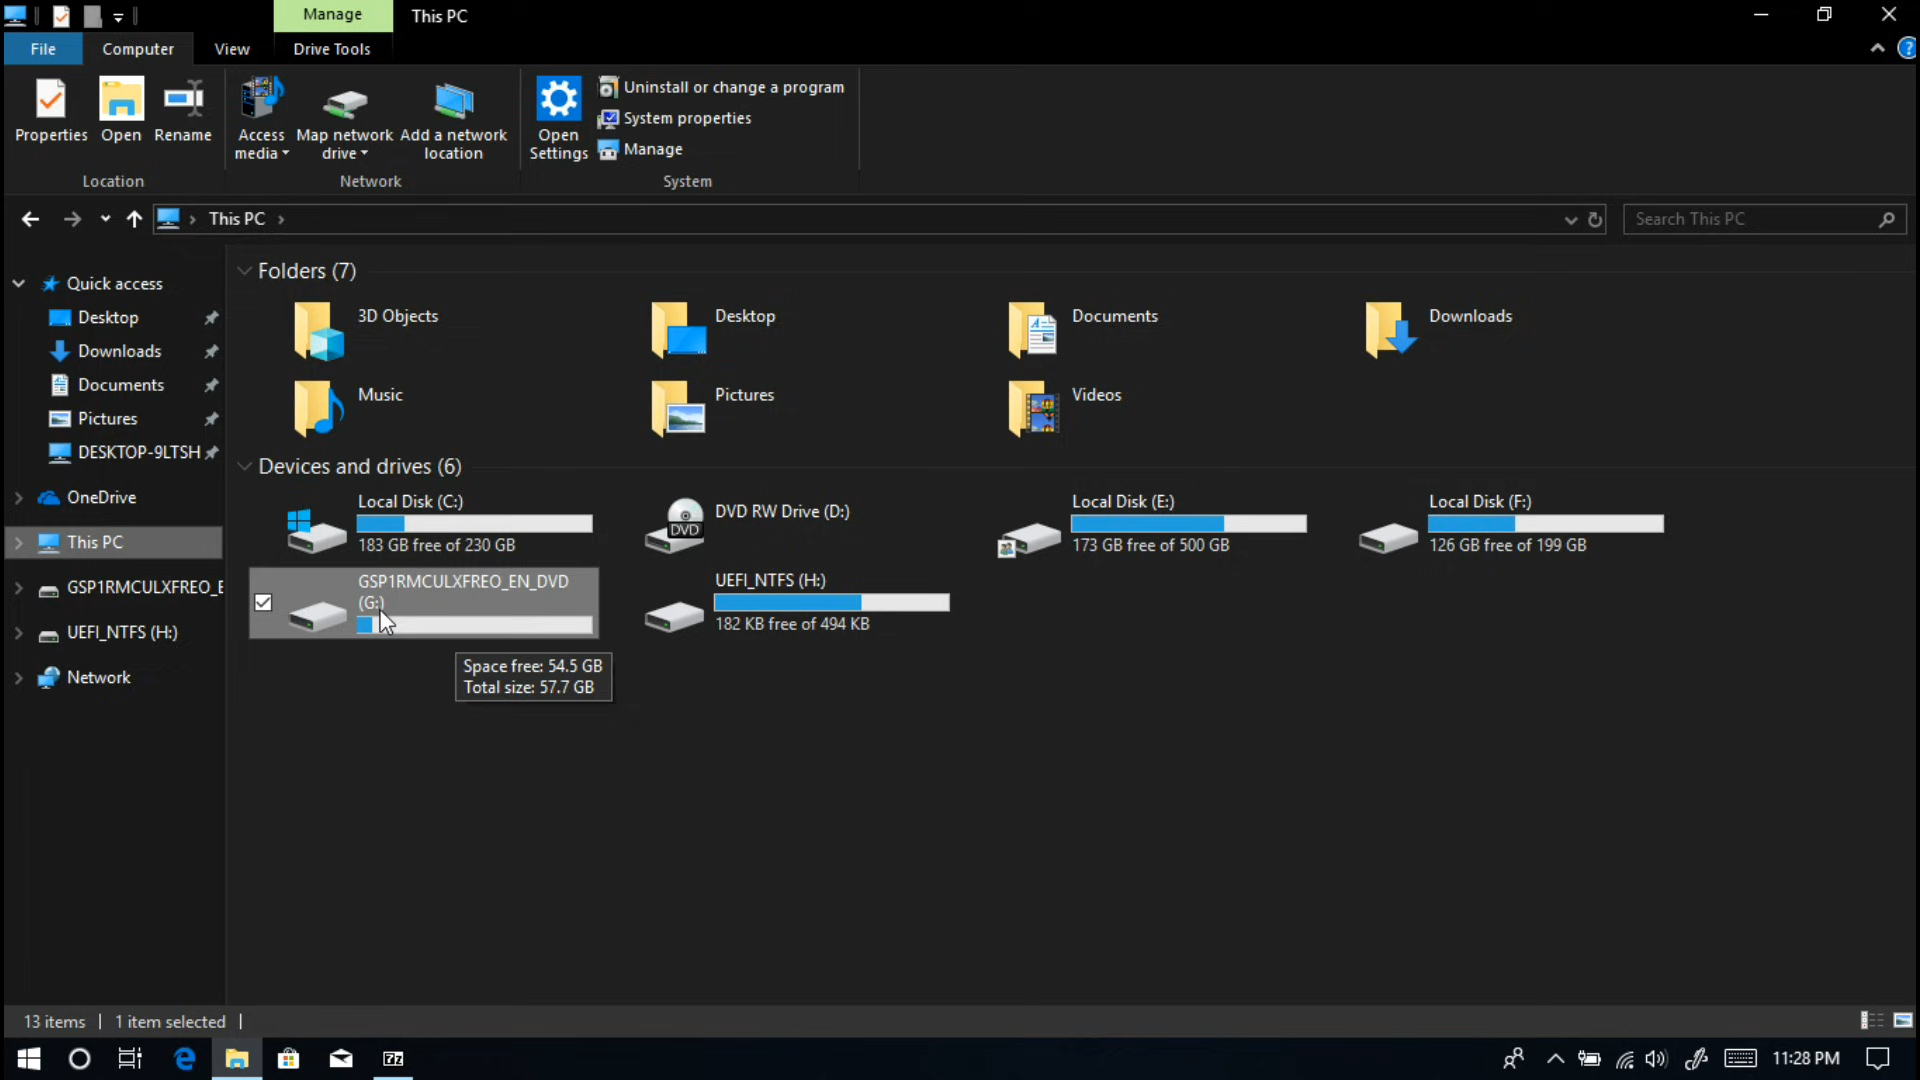 Manage
This PC
File
Computer
View
Drive Tools
Properties
Open
Rename
Access media
Map network drive
Add a network location
Open Settings
Uninstall or change a program
System properties
Manage
Location
Network
System
This PC
Search This PC
Quick access
Desktop
Downloads
Documents
Pictures
DESKTOP-9LTSH
OneDrive
This PC
GSP1RMCULXFREO_E
UEFI_NTFS (H:)
Network
Folders (7)
3D Objects
Desktop
Documents
Downloads
Music
Pictures
Videos
Devices and drives (6)
Local Disk (C:)
183 GB free of 230 GB
DVD
DVD RW Drive (D:)
Local Disk (E:)
173 GB free of 500 GB
Local Disk (F:)
126 GB free of 199 GB
GSP1RMCULXFREO_EN_DVD
(G:)
UEFI_NTFS (H:)
182 KB free of 494 KB
Space free: 54.5 GB
Total size: 57.7 GB
13 items
1 item selected
7z
11:28 PM